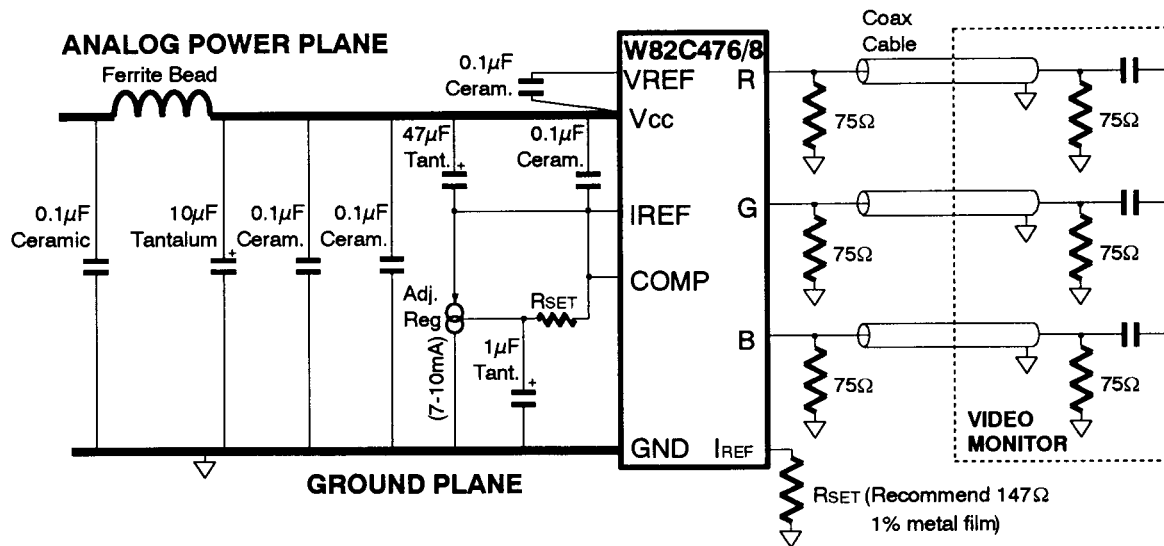 ANALOG POWER PLANE
Ferrite Bead
0.1µF
Ceram.
W82C476/8
VREF
R
Vcc
Coax
Cable
75Ω
75Ω
47µF
Tant.
+
0.1µF
Ceram.
0.1µF
Ceramic
10µF
Tantalum
+
0.1µF
Ceram.
0.1µF
Ceram.
IREF
G
COMP
75Ω
75Ω
Adj.
Reg
(7-10mA)
RSET
1µF
Tant.
+
B
75Ω
75Ω
GND
IREF
VIDEO
MONITOR
GROUND PLANE
RSET (Recommend 147Ω
1% metal film)